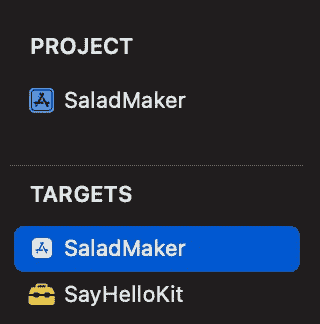 PROJECT
SaladMaker
TARGETS
SaladMaker
SayHelloKit